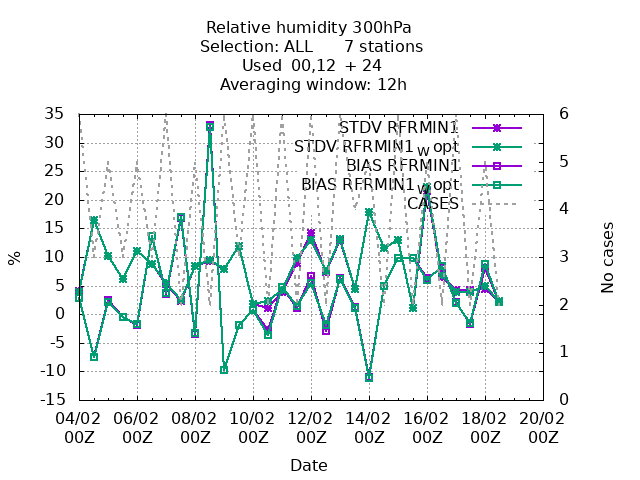 Relative humidity 300hPa
Selection: ALL 7 stations
Used 00,12 + 24
Averaging window: 12h
STDV RFRMIN1
STDV RFRMIN1_w opt
BIAS RFRMIN1
BIAS RFRMIN1_w opt
CASES
35
30
25
20
15
10
5
0
-5
-10
-15
%
6
5
4
3
2
1
0
No cases
04/02 06/02 08/02 10/02 12/02 14/02 16/02 18/02 20/02
00Z 00Z 00Z 00Z 00Z 00Z 00Z 00Z 00Z
Date